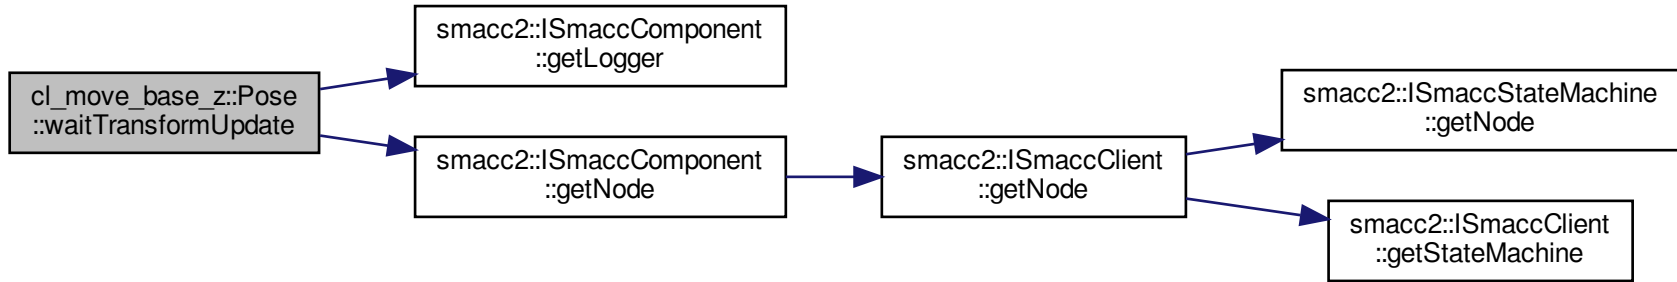 cl_move_base_z::Pose
::waitTransformUpdate
smacc2::ISmaccComponent
::getLogger
smacc2::ISmaccComponent
::getNode
smacc2::ISmaccClient
::getNode
smacc2::ISmaccStateMachine
::getNode
smacc2::ISmaccClient
::getStateMachine